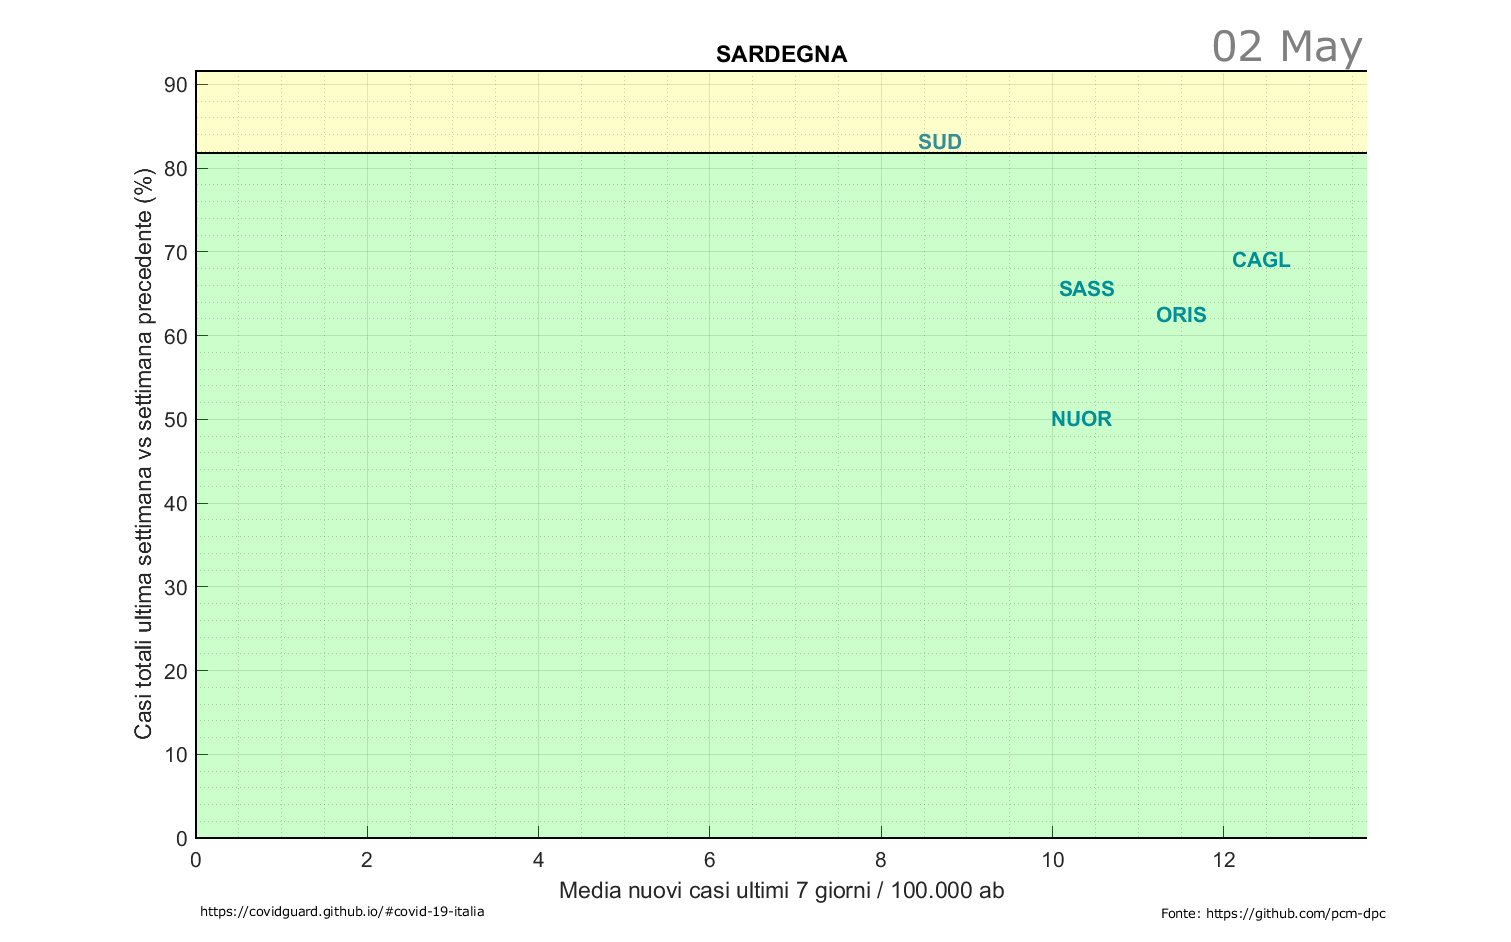 SARDEGNA
02 May
90
80
70
60
50
40
30
20
10
0
Casi totali ultima settimana vs settimana precedente (%)
SUD
CAGL
SASS
ORIS
NUOR
0 2 4 6 8 10 12
Media nuovi casi ultimi 7 giorni / 100.000 ab
https://covidguard.github.io/#covid-19-italia
Fonte: https://github.com/pcm-dpc